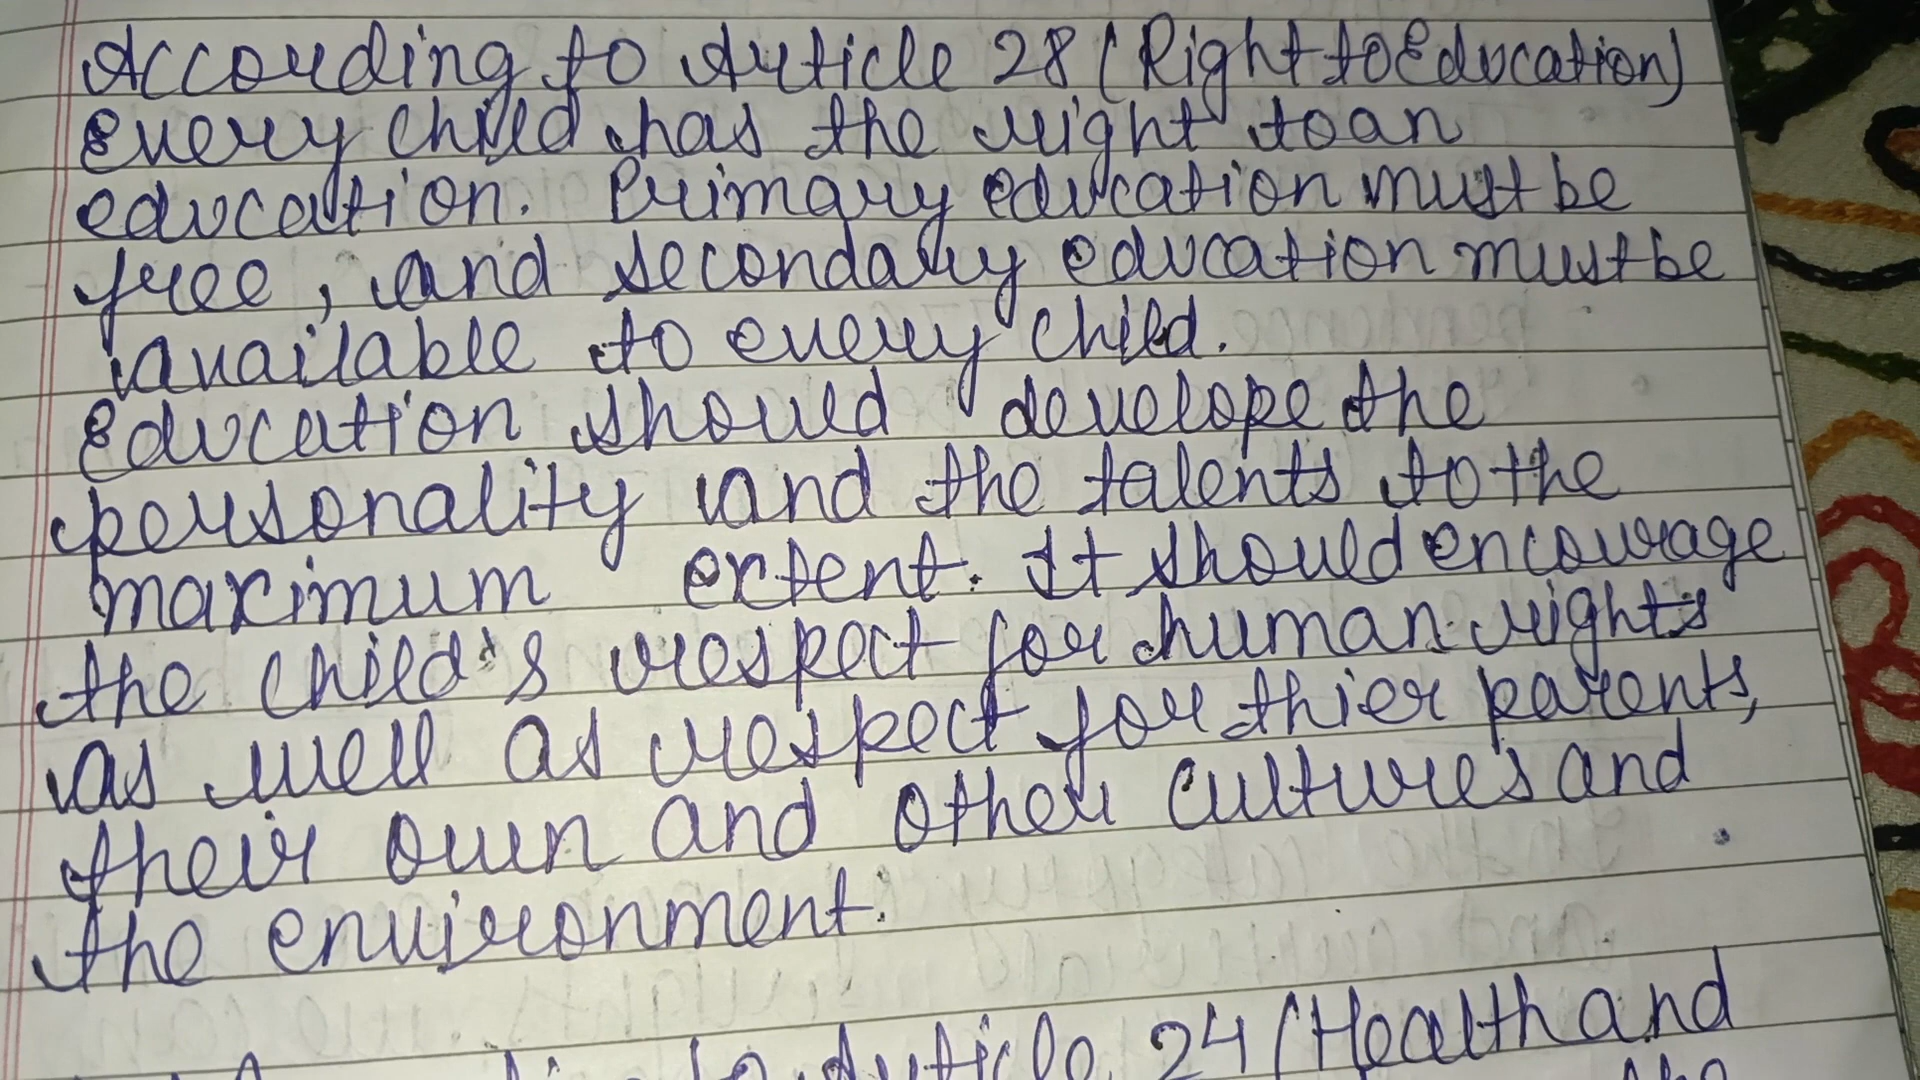 According to Article 28 (Right to Education)
every child has the right to an
education. Primary education must be
free, and secondary education must be
available to every child.
Education should develope the
personality and the talents to the
maximum extent. It should encourage
the child's respect for human rights
as well as respect for thier parents,
their own and other cultures and
the environment.
to Article 24 (Health and
the